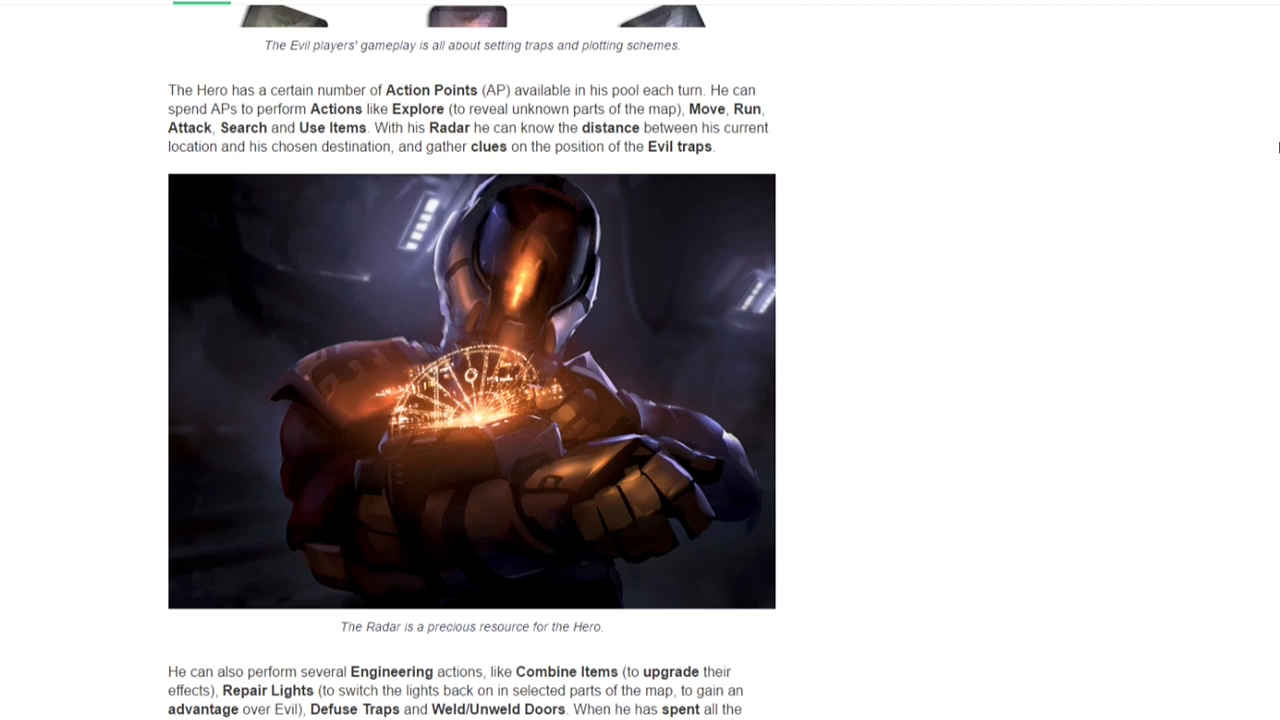 The Evil players' gameplay is all about setting traps and plotting schemes.
The Hero has a certain number of Action Points (AP) available in his pool each turn. He can
spend APs to perform Actions like Explore (to reveal unknown parts of the map), Move, Run,
Attack, Search and Use Items. With his Radar he can know the distance between his current
location and his chosen destination, and gather clues on the position of the Evil traps.
The Radar is a precious resource for the Hero.
He can also perform several Engineering actions, like Combine Items (to upgrade their
effects), Repair Lights (to switch the lights back on in selected parts of the map, to gain an
advantage over Evil), Defuse Traps and Weld/Unweld Doors. When he has spent all the